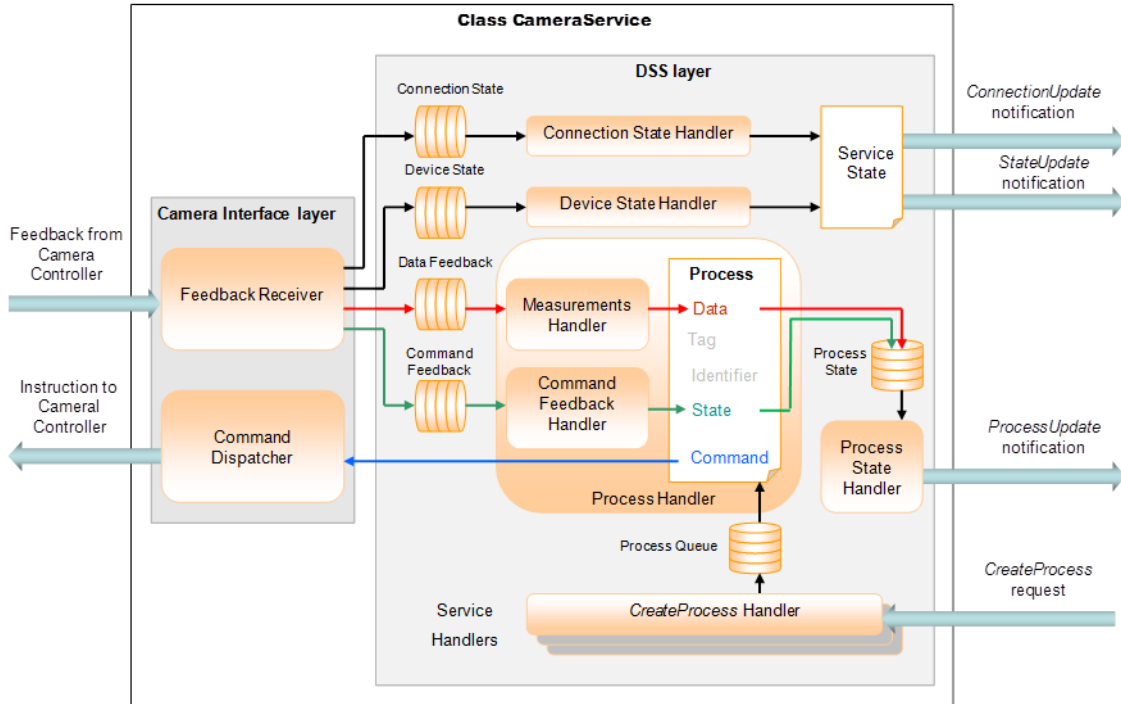 Class CameraService
DSS layer
Connection State
Connection State Handler
Device State
Device State Handler
Service
State
ConnectionUpdate
notification
StateUpdate
notification
Camera Interface layer
Feedback from
Camera
Controller
Feedback Receiver
Data Feedback
Measurements
Handler
Process
Data
Tag
Identifier
State
Command
Command
Feedback
Command
Feedback
Handler
Process Handler
Process
State
Process
State
Handler
ProcessUpdate
notification
Instruction to
Cameral
Controller
Command
Dispatcher
Process Queue
CreateProcess
request
Service
Handlers
CreateProcess Handler